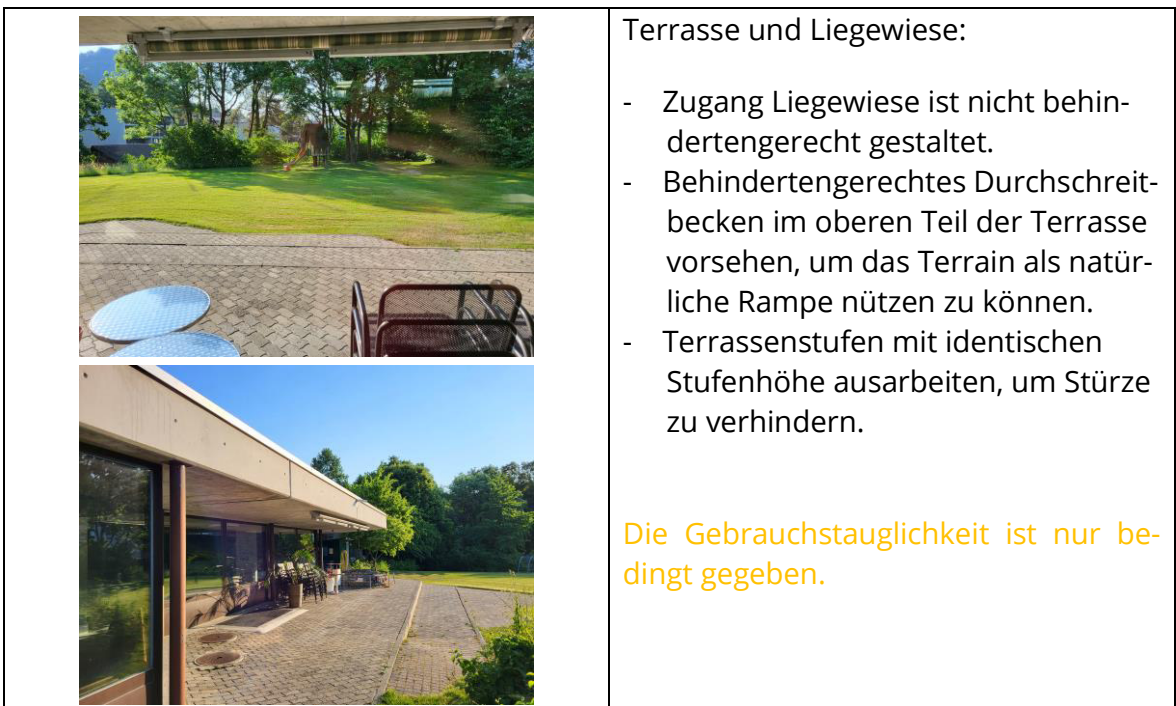 Terrasse und Liegewiese:
- Zugang Liegewiese ist nicht behin-
dertengerecht gestaltet.
- Behindertengerechtes Durchschreit-
becken im oberen Teil der Terrasse
vorsehen, um das Terrain als natür-
liche Rampe nützen zu können.
- Terrassenstufen mit identischen
Stufenhöhe ausarbeiten, um Stürze
zu verhindern.
Die Gebrauchstauglichkeit ist nur be-
dingt gegeben.